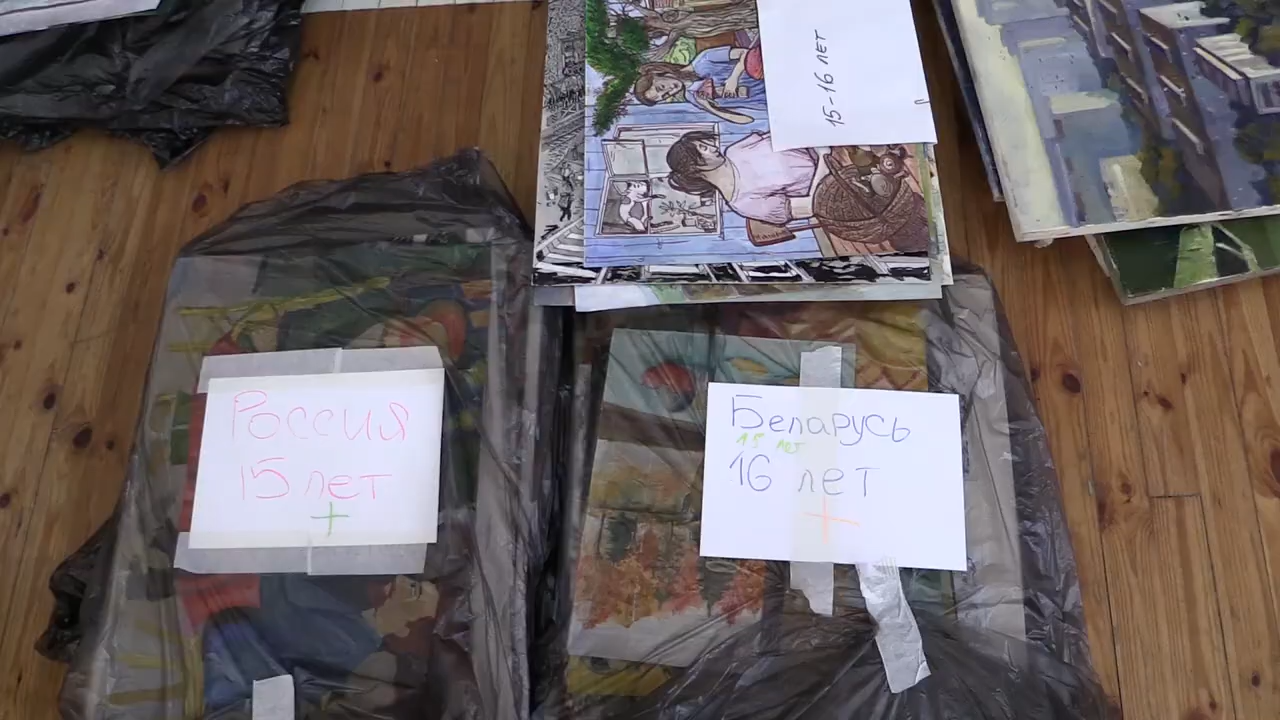 15-16 лет
Россия
15 лет
+
Беларусь
15 лет
16 лет
+